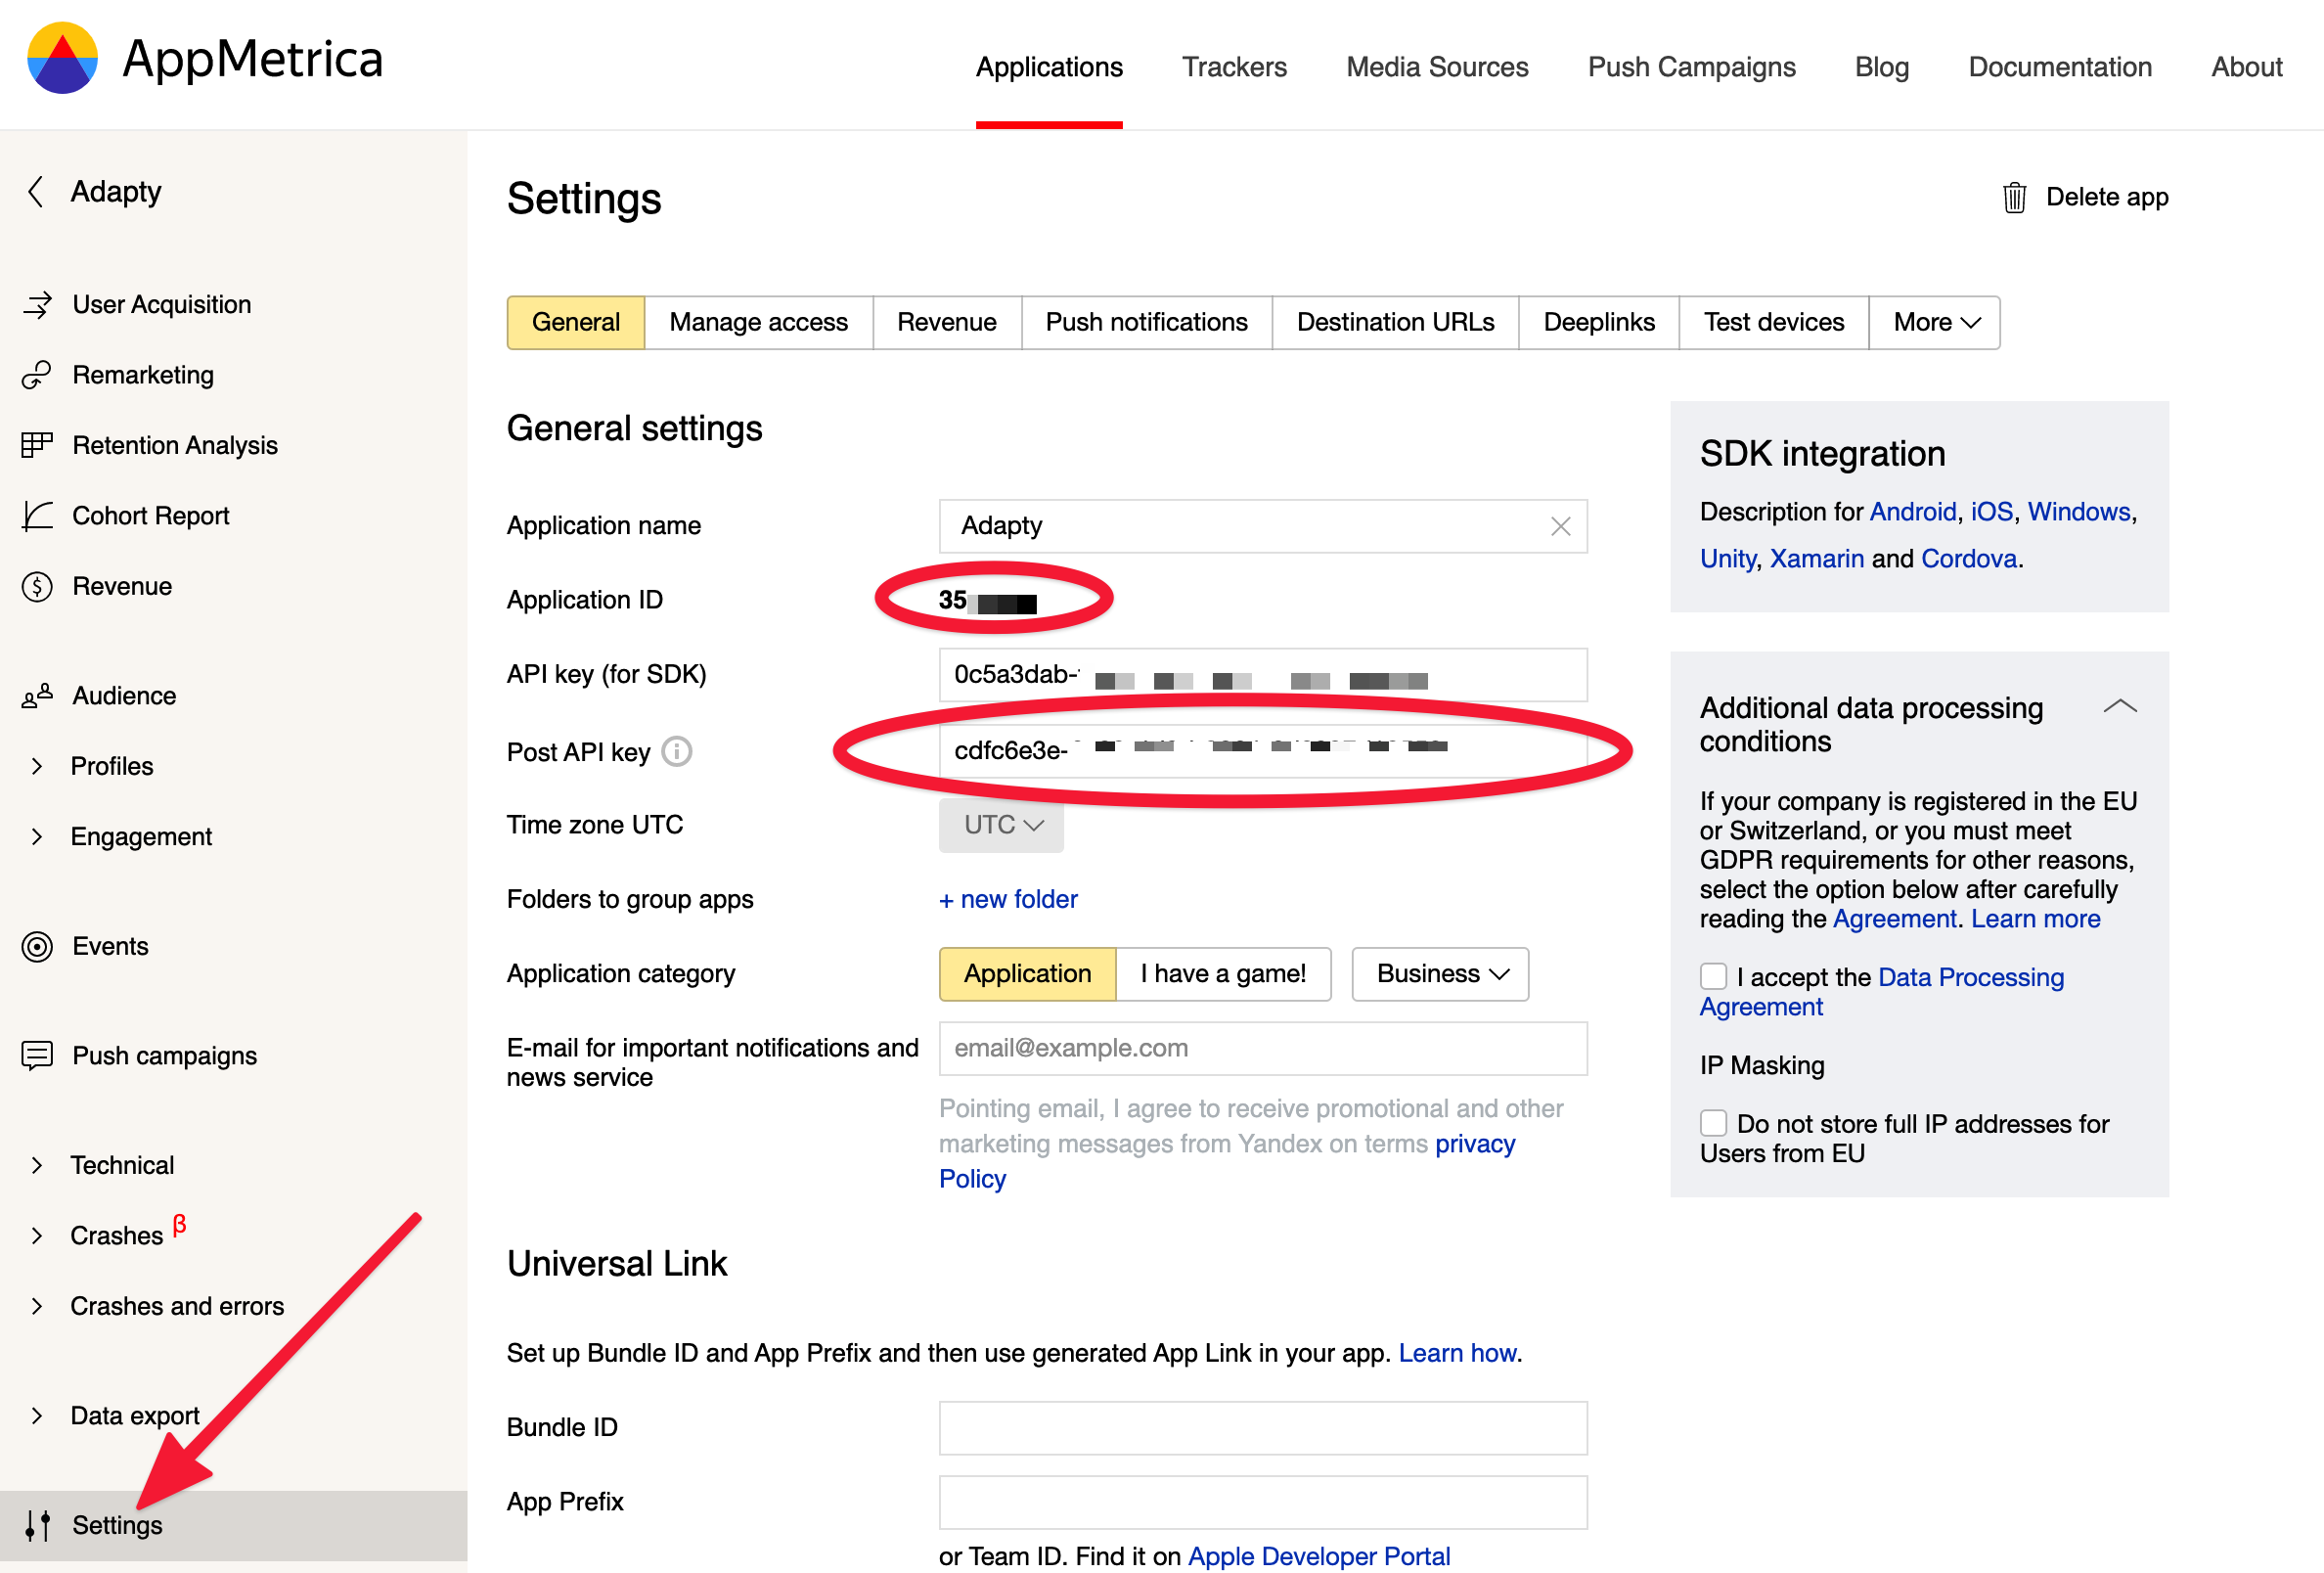 AppMetrica
Applications Trackers Media Sources Push Campaigns Blog Documentation About
Adapty
User Acquisition
Remarketing
Retention Analysis
Cohort Report
Revenue
Audience
Profiles
Engagement
Events
Push campaigns
Technical
Crashes β
Crashes and errors
Data export
Settings
Settings
Delete app
General Manage access Revenue Push notifications Destination URLs Deeplinks Test devices More
General settings
Application name Adapty
Application ID 35
API key (for SDK) 0c5a3dab-
Post API key cdfc6e3e-
Time zone UTC UTC
Folders to group apps + new folder
Application category Application I have a game! Business
E-mail for important notifications and
news service
email@example.com
Pointing email, I agree to receive promotional and other
marketing messages from Yandex on terms privacy
Policy
Universal Link
Set up Bundle ID and App Prefix and then use generated App Link in your app. Learn how.
Bundle ID
App Prefix
or Team ID. Find it on Apple Developer Portal
SDK integration
Description for Android, iOS, Windows,
Unity, Xamarin and Cordova.
Additional data processing
conditions
If your company is registered in the EU
or Switzerland, or you must meet
GDPR requirements for other reasons,
select the option below after carefully
reading the Agreement. Learn more
I accept the Data Processing
Agreement
IP Masking
Do not store full IP addresses for
Users from EU